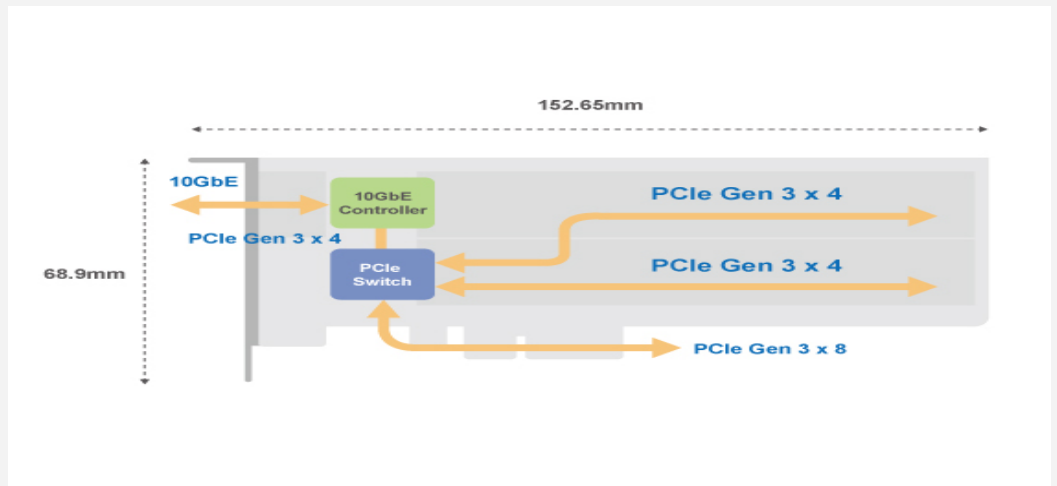 152.65mm
10GbE
10GbE
Controller
PCIe Gen 3 x 4
PCIe Gen 3 x 4
68.9mm
PCIe
Switch
PCIe Gen 3 x 4
PCIe Gen 3 x 8